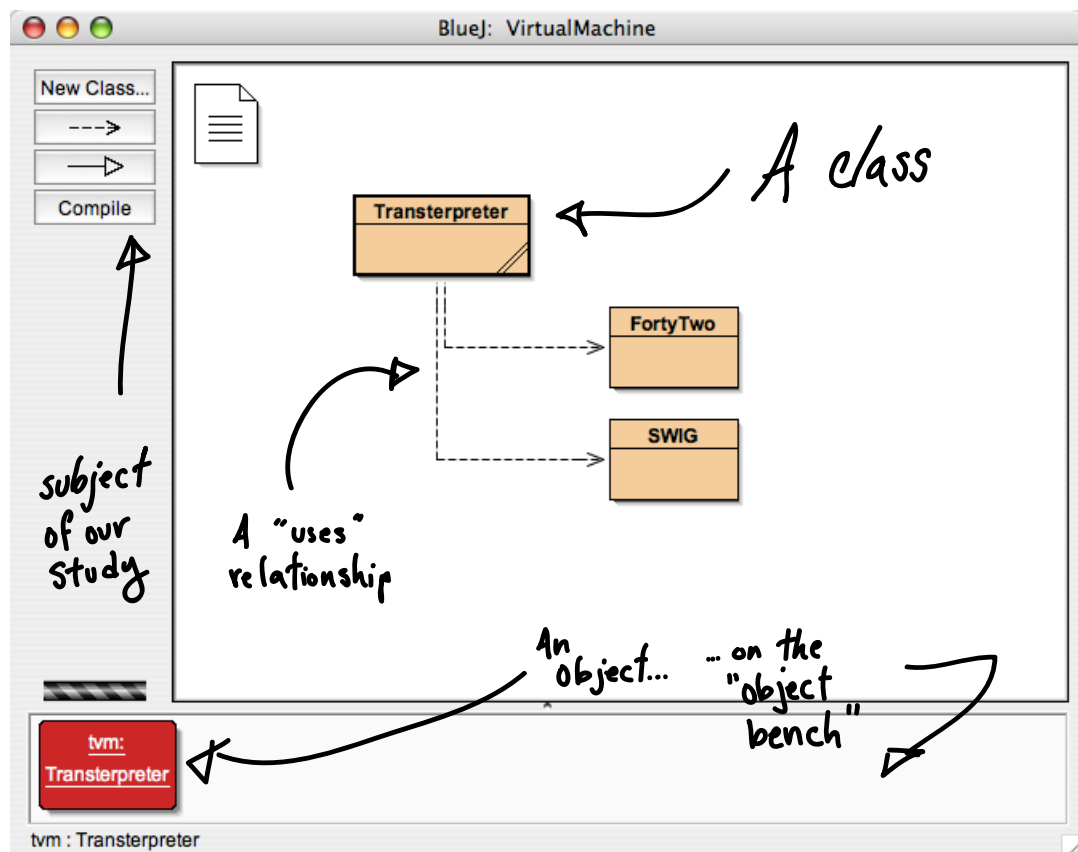 BlueJ: VirtualMachine
New Class...
Compile
A class
Transterpreter
FortyTwo
SWIG
subject
of our
study
A "uses"
relationship
An
object...
... on the
"object
bench"
tvm:
Transterpreter
tvm : Transterpreter